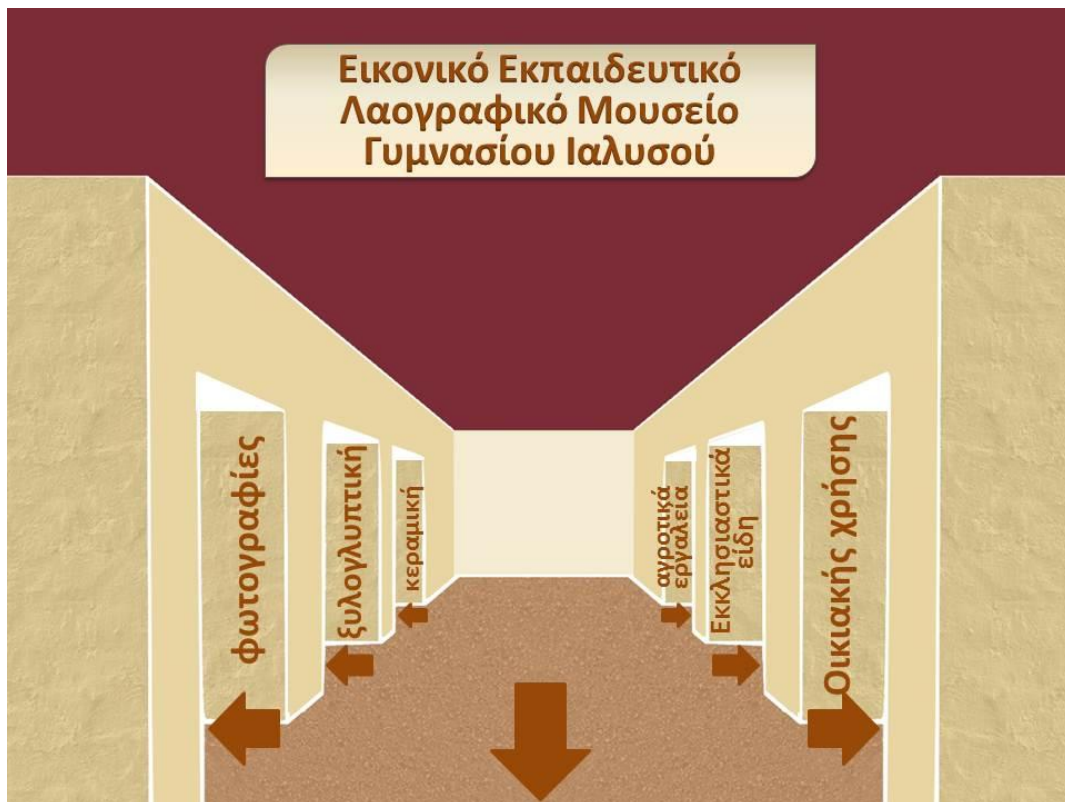 Εικονικό Εκπαιδευτικό
Λαογραφικό Μουσείο
Γυμνασίου Ιαλυσού
φωτογραφίες
ξυλογλυπτική
κεραμική
αγροτικά
εργαλεία
Εκκλησιαστικά
είδη
Οικιακής χρήσης